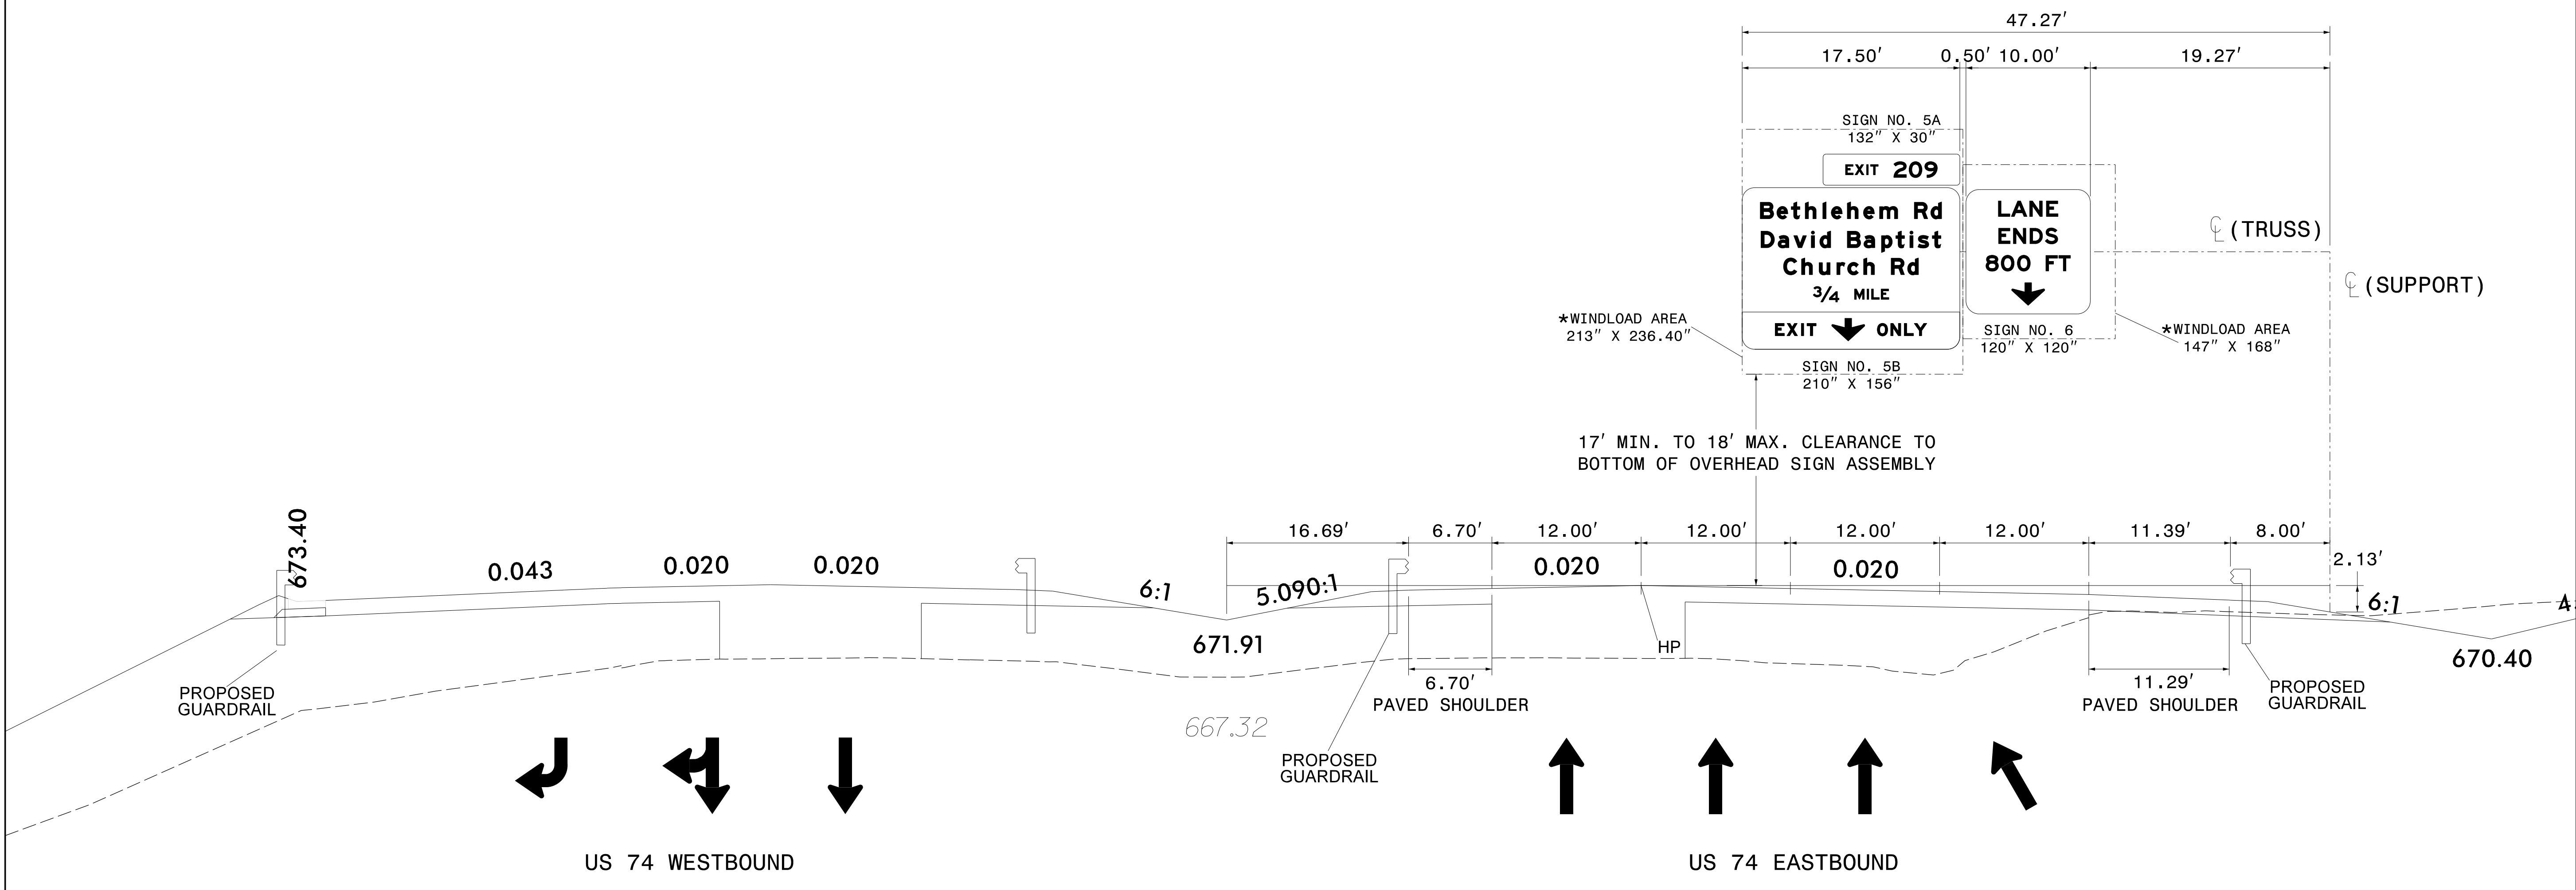 47.27′
17.50′ 0.50′ 10.00′ 19.27′
SIGN NO. 5A
132″ X 30″
EXIT 209
Bethlehem Rd
David Baptist
Church Rd
3/4 MILE
EXIT ONLY
SIGN NO. 5B
210″ X 156″
LANE
ENDS
800 FT
SIGN NO. 6
120″ X 120″
℄ (TRUSS)
℄ (SUPPORT)
*WINDLOAD AREA
213″ X 236.40″
*WINDLOAD AREA
147″ X 168″
17′ MIN. TO 18′ MAX. CLEARANCE TO
BOTTOM OF OVERHEAD SIGN ASSEMBLY
16.69′ 6.70′ 12.00′ 12.00′ 12.00′ 12.00′ 11.39′ 8.00′
2.13′
673.40
0.043 0.020 0.020
6:1
5.090:1
0.020 0.020
6:1
671.91
HP
670.40
PROPOSED
GUARDRAIL
667.32
PROPOSED
GUARDRAIL
6.70′
PAVED SHOULDER
11.29′
PAVED SHOULDER
PROPOSED
GUARDRAIL
US 74 WESTBOUND
US 74 EASTBOUND